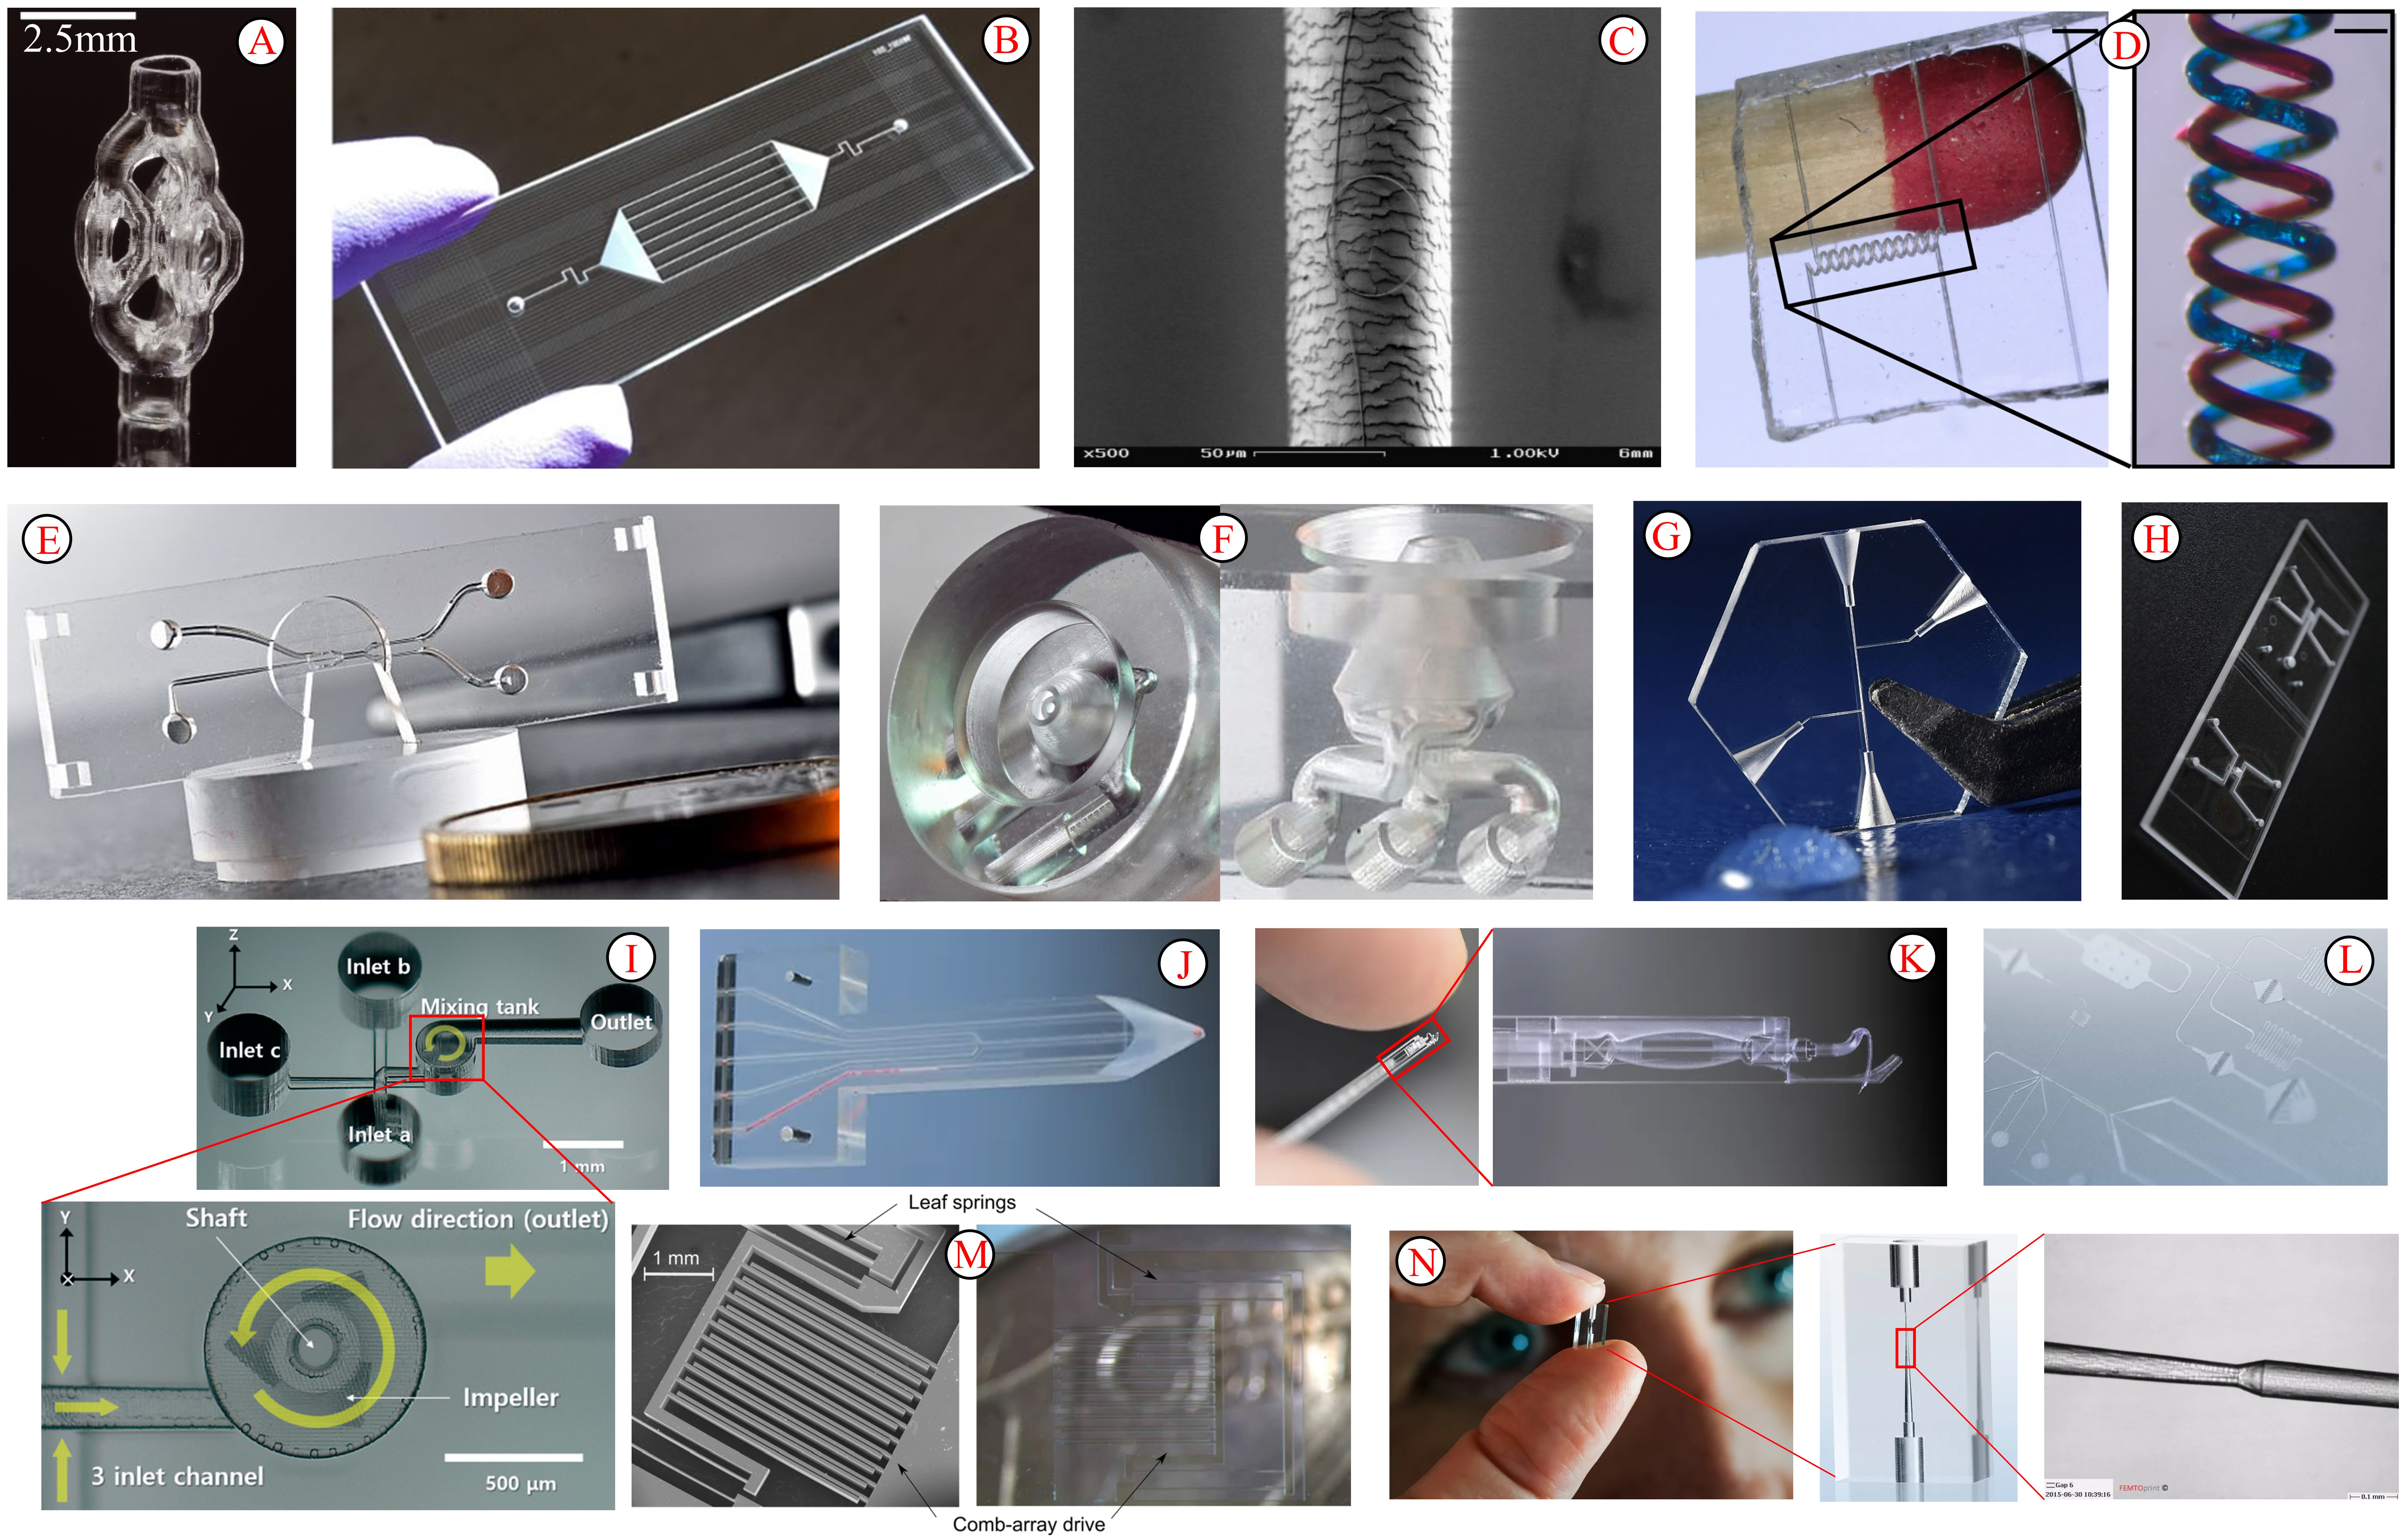 2.5mm
A
B
C
x500 50µm 1.00kV 6mm
D
E
F
G
H
I
Z
X
Y
Inlet b
Mixing tank
Inlet c
Outlet
Inlet a
1 mm
J
K
L
Y
X
Shaft
Flow direction (outlet)
Impeller
3 inlet channel
500 µm
Leaf springs
1 mm
M
Comb-array drive
N
Gap 6
2015-06-30 10:39:16
FEMTOprint ©
0.1 mm